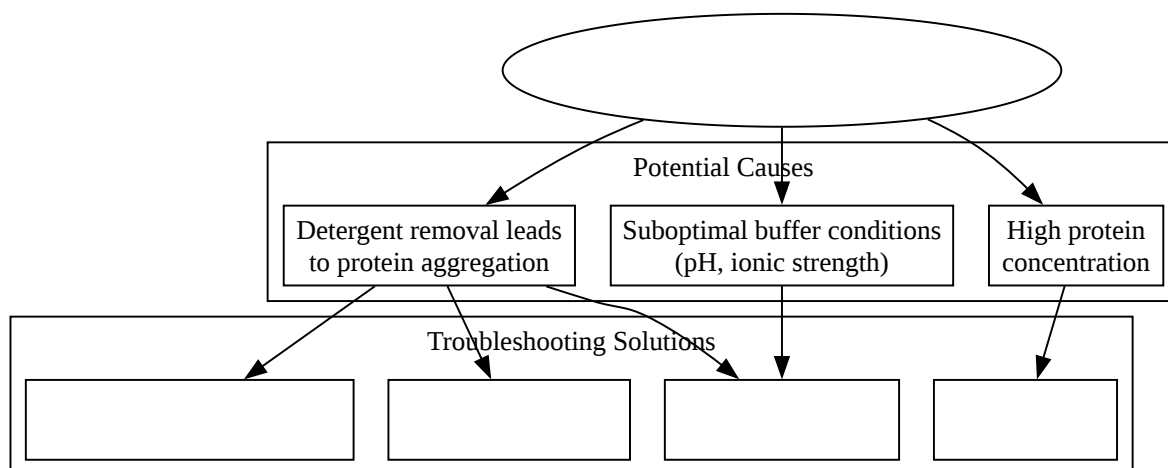 Potential Causes
Detergent removal leads
to protein aggregation
Suboptimal buffer conditions
(pH, ionic strength)
High protein
concentration
Troubleshooting Solutions